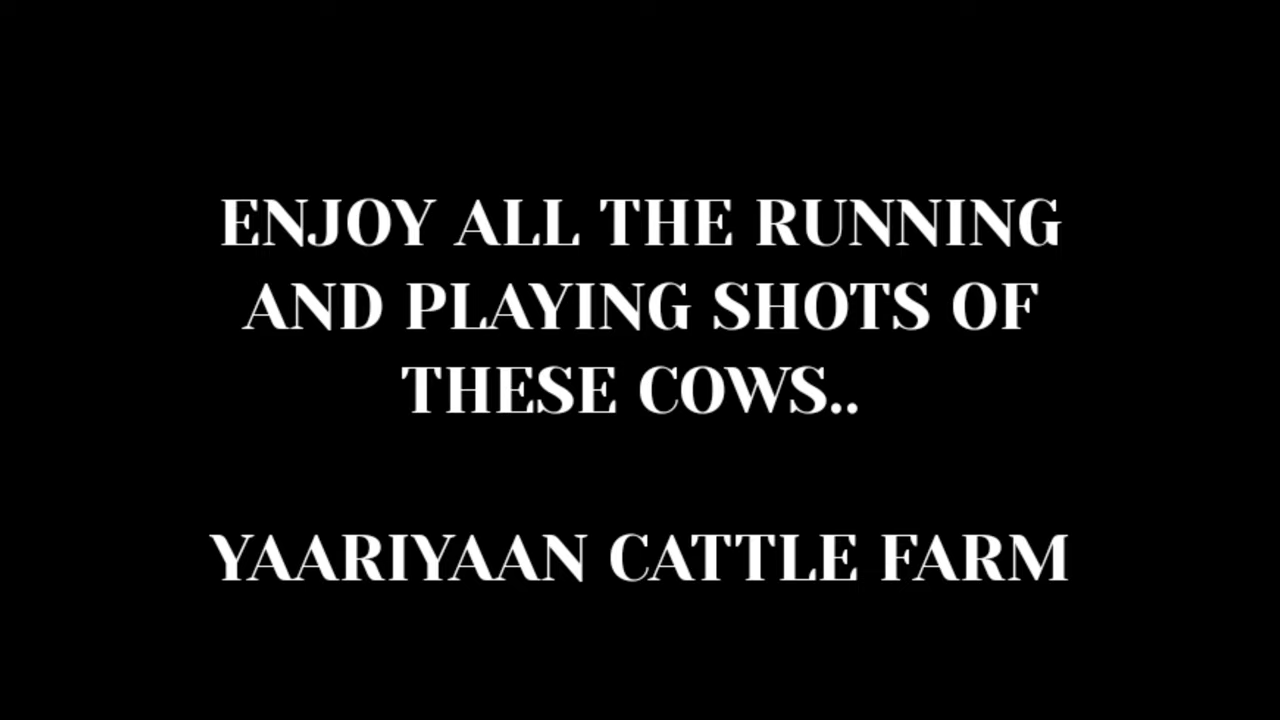 ENJOY ALL THE RUNNING
AND PLAYING SHOTS OF
THESE COWS..
YAARIYAAN CATTLE FARM